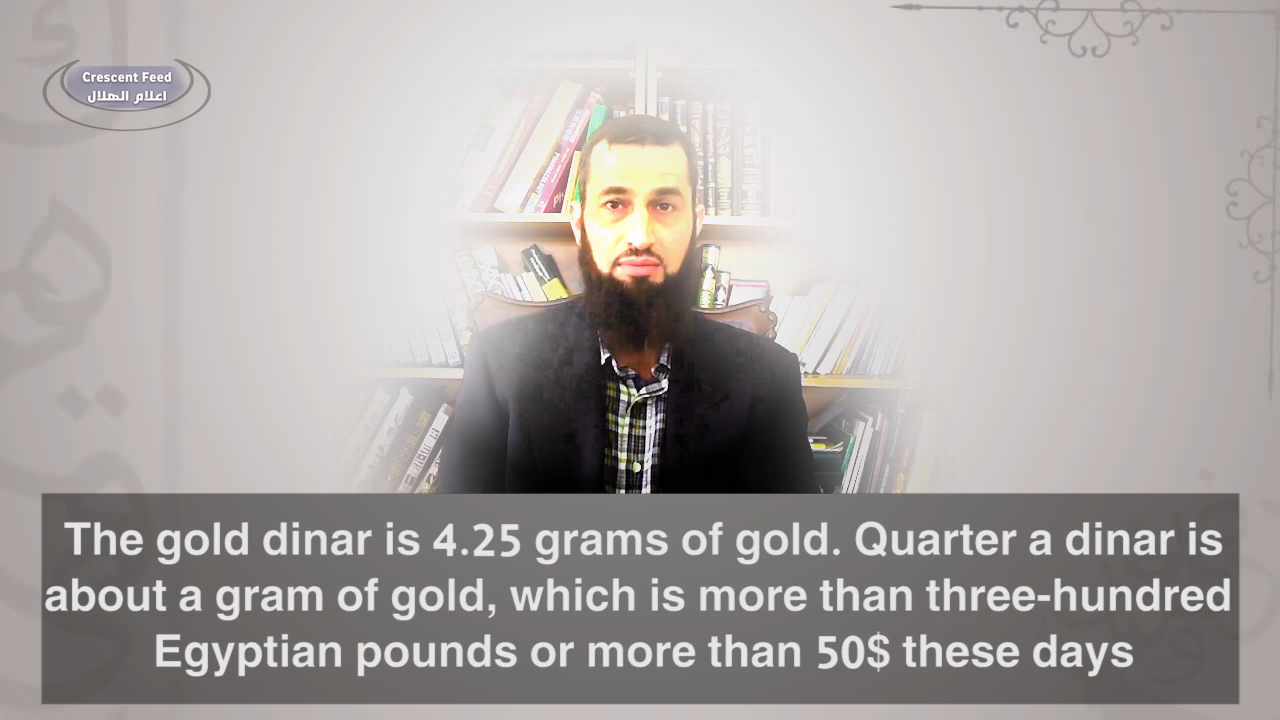 Crescent Feed
اعلام الهلال
The gold dinar is 4.25 grams of gold. Quarter a dinar is
about a gram of gold, which is more than three-hundred
Egyptian pounds or more than 50$ these days